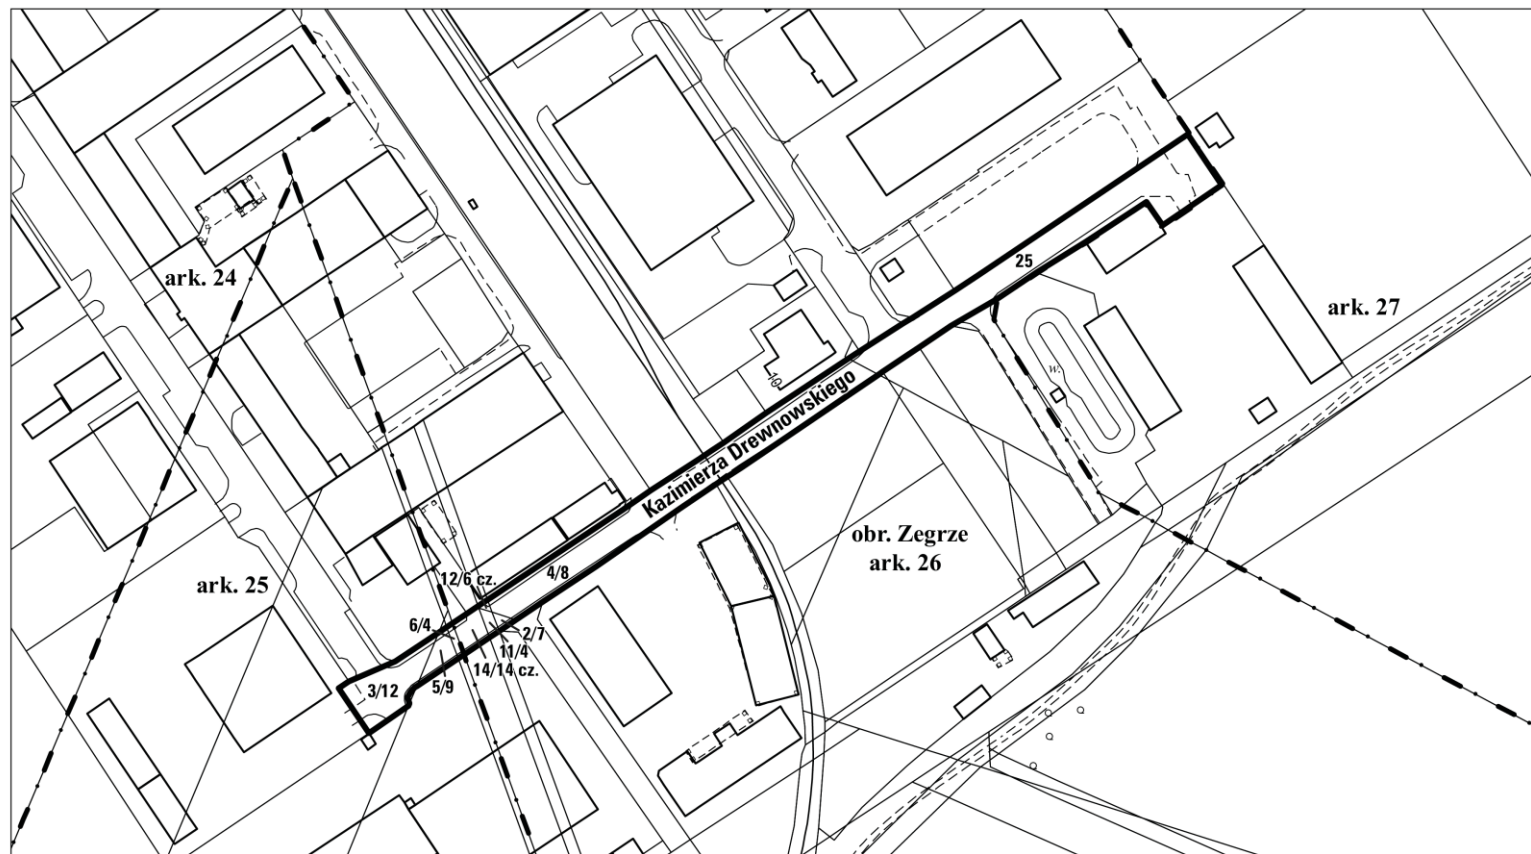 ark. 24
25
ark. 27
10
w.
Kazimierza Drewnowskiego
obr. Zegrze
ark. 26
ark. 25
12/6 cz.
4/8
6/4
2/7
11/4
14/14 cz.
5/9
3/12